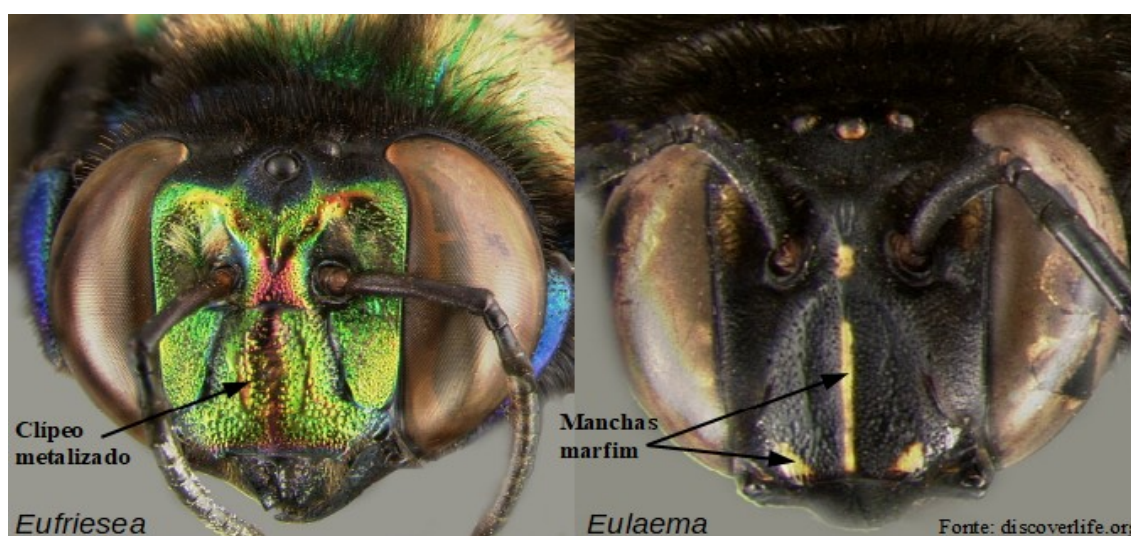 Clípeo
metalizado
Eufriesea
Manchas
marfim
Eulaema
Fonte: discoverlife.org